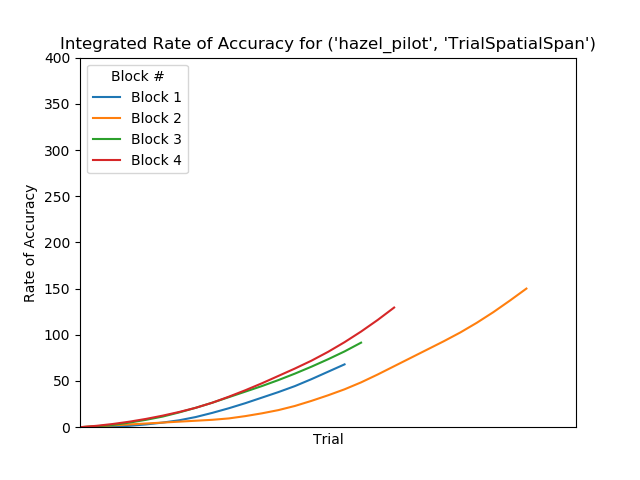 Integrated Rate of Accuracy for ('hazel_pilot', 'TrialSpatialSpan')
400
350
300
250
200
150
100
50
0
Rate of Accuracy
Block #
Block 1
Block 2
Block 3
Block 4
Trial